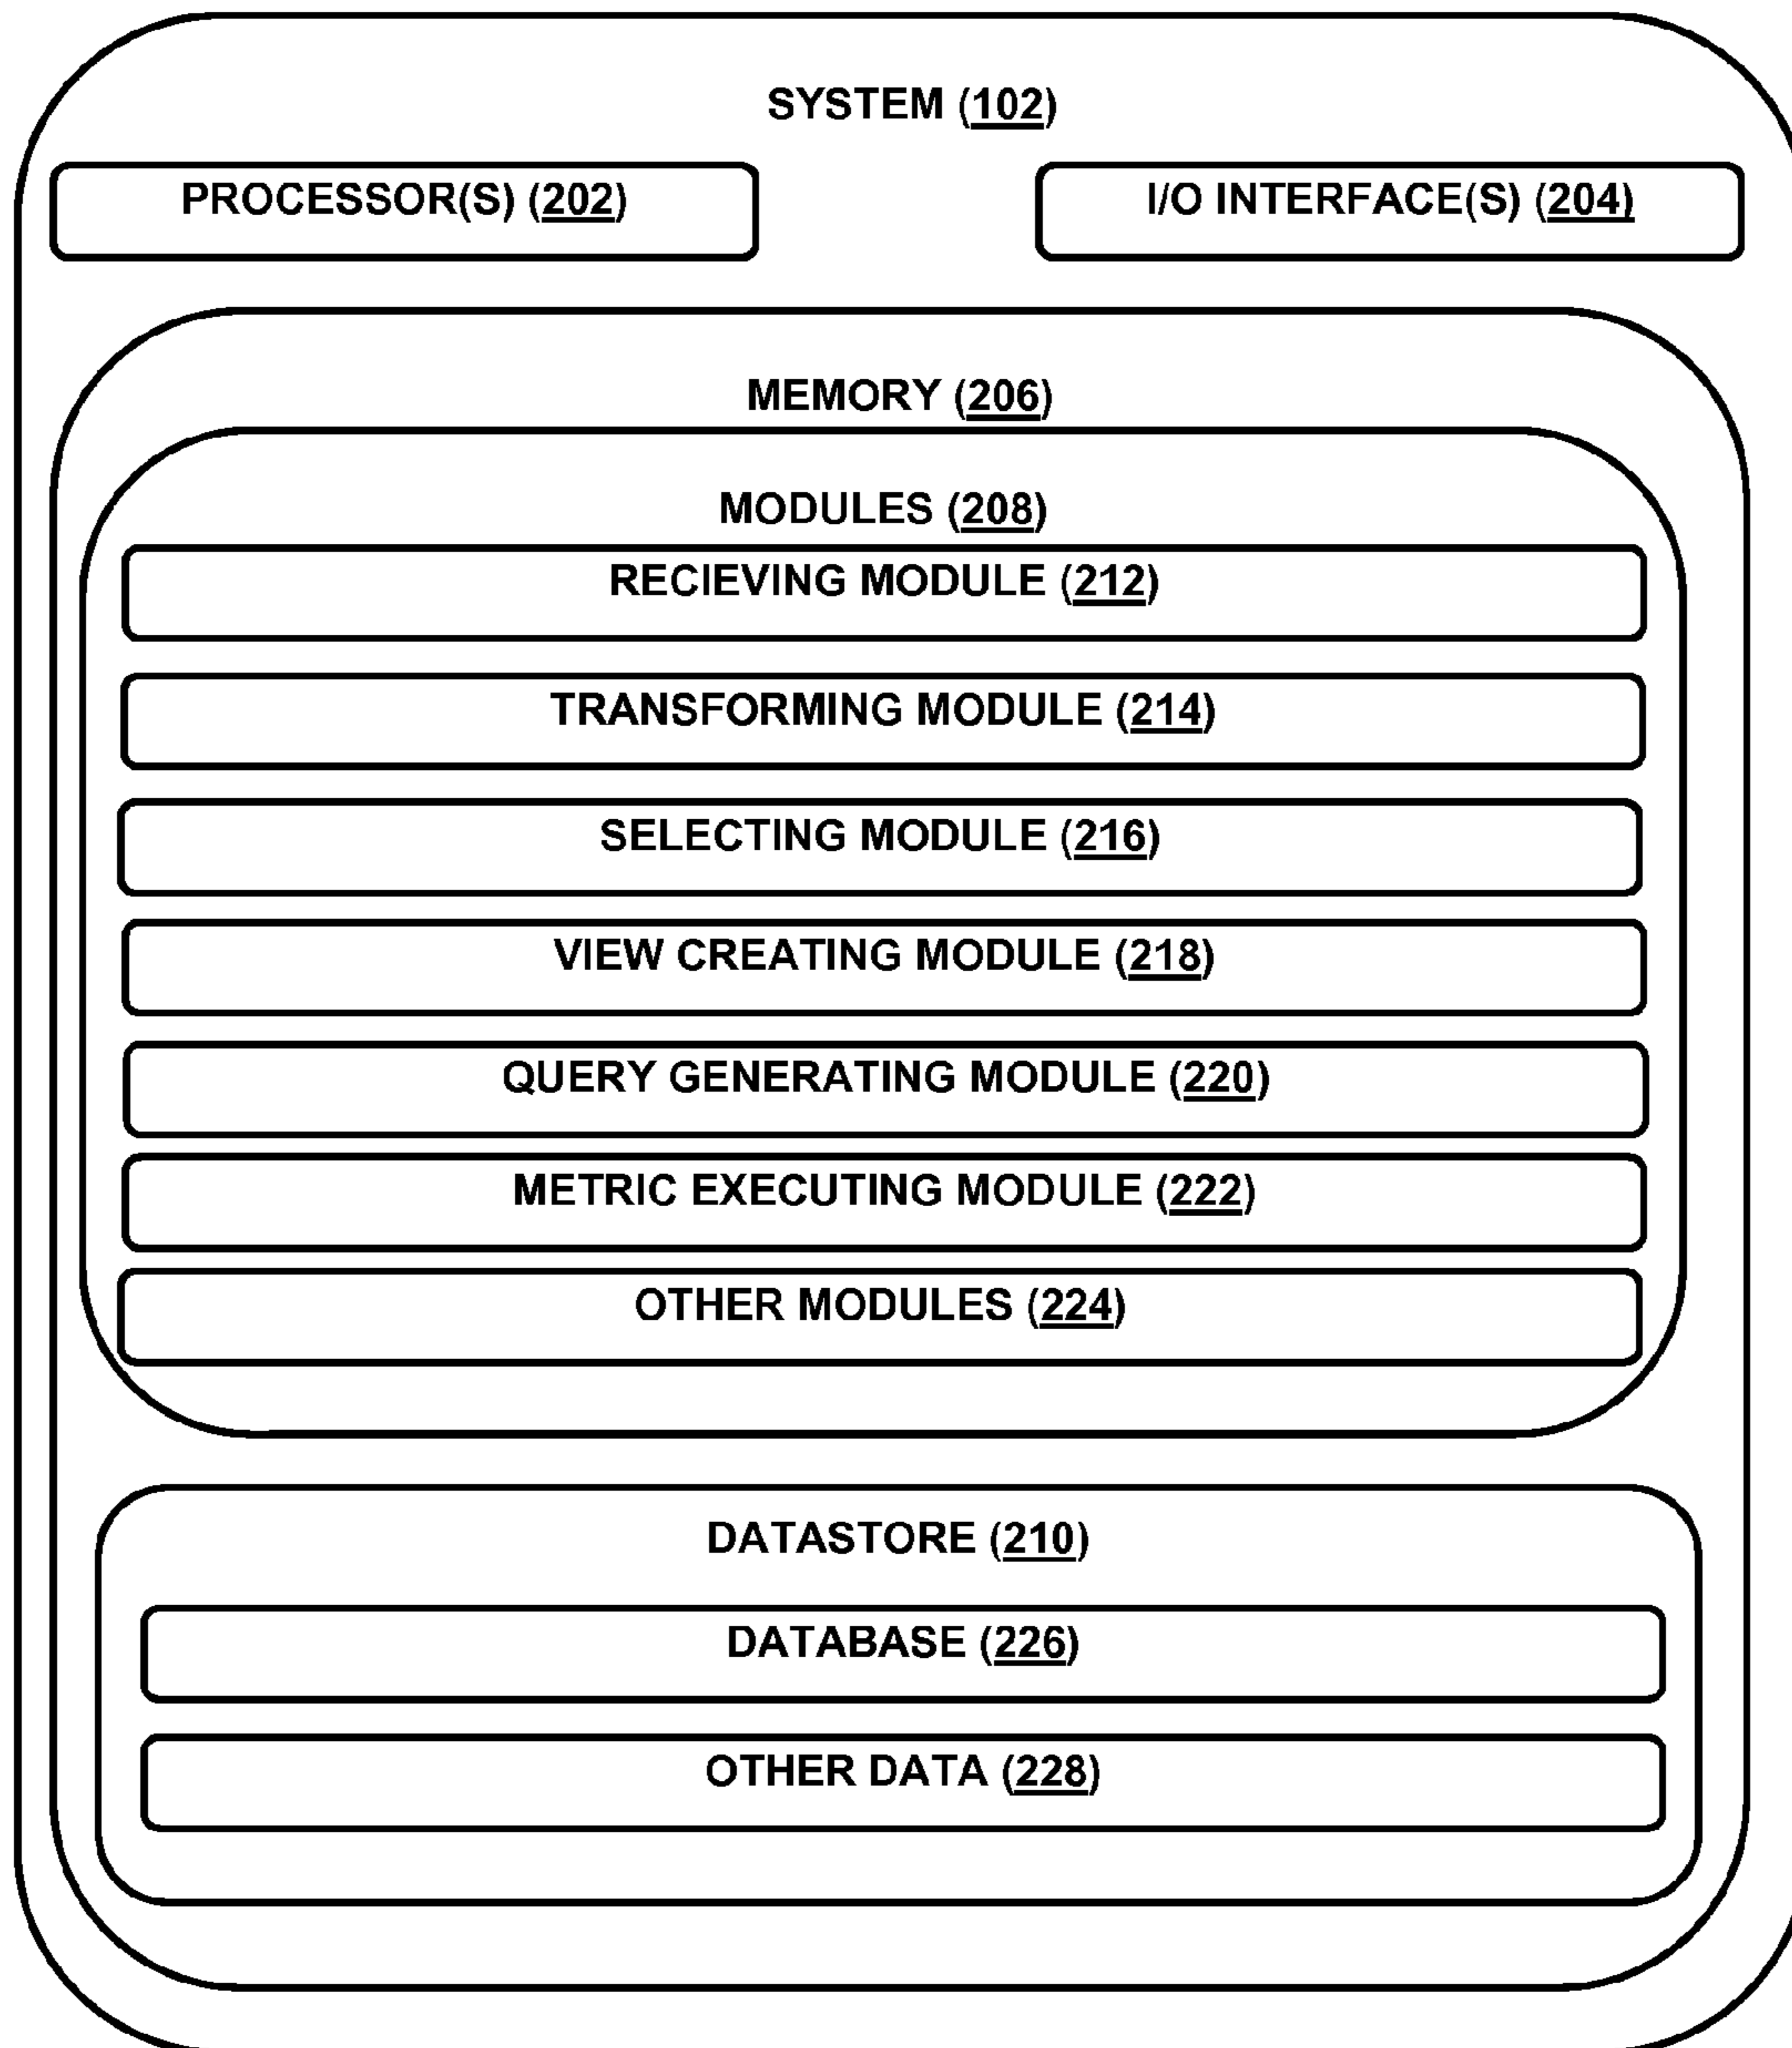 SYSTEM (102)
PROCESSOR(S) (202)
I/O INTERFACE(S) (204)
MEMORY (206)
MODULES (208)
RECIEVING MODULE (212)
TRANSFORMING MODULE (214)
SELECTING MODULE (216)
VIEW CREATING MODULE (218)
QUERY GENERATING MODULE (220)
METRIC EXECUTING MODULE (222)
OTHER MODULES (224)
DATASTORE (210)
DATABASE (226)
OTHER DATA (228)